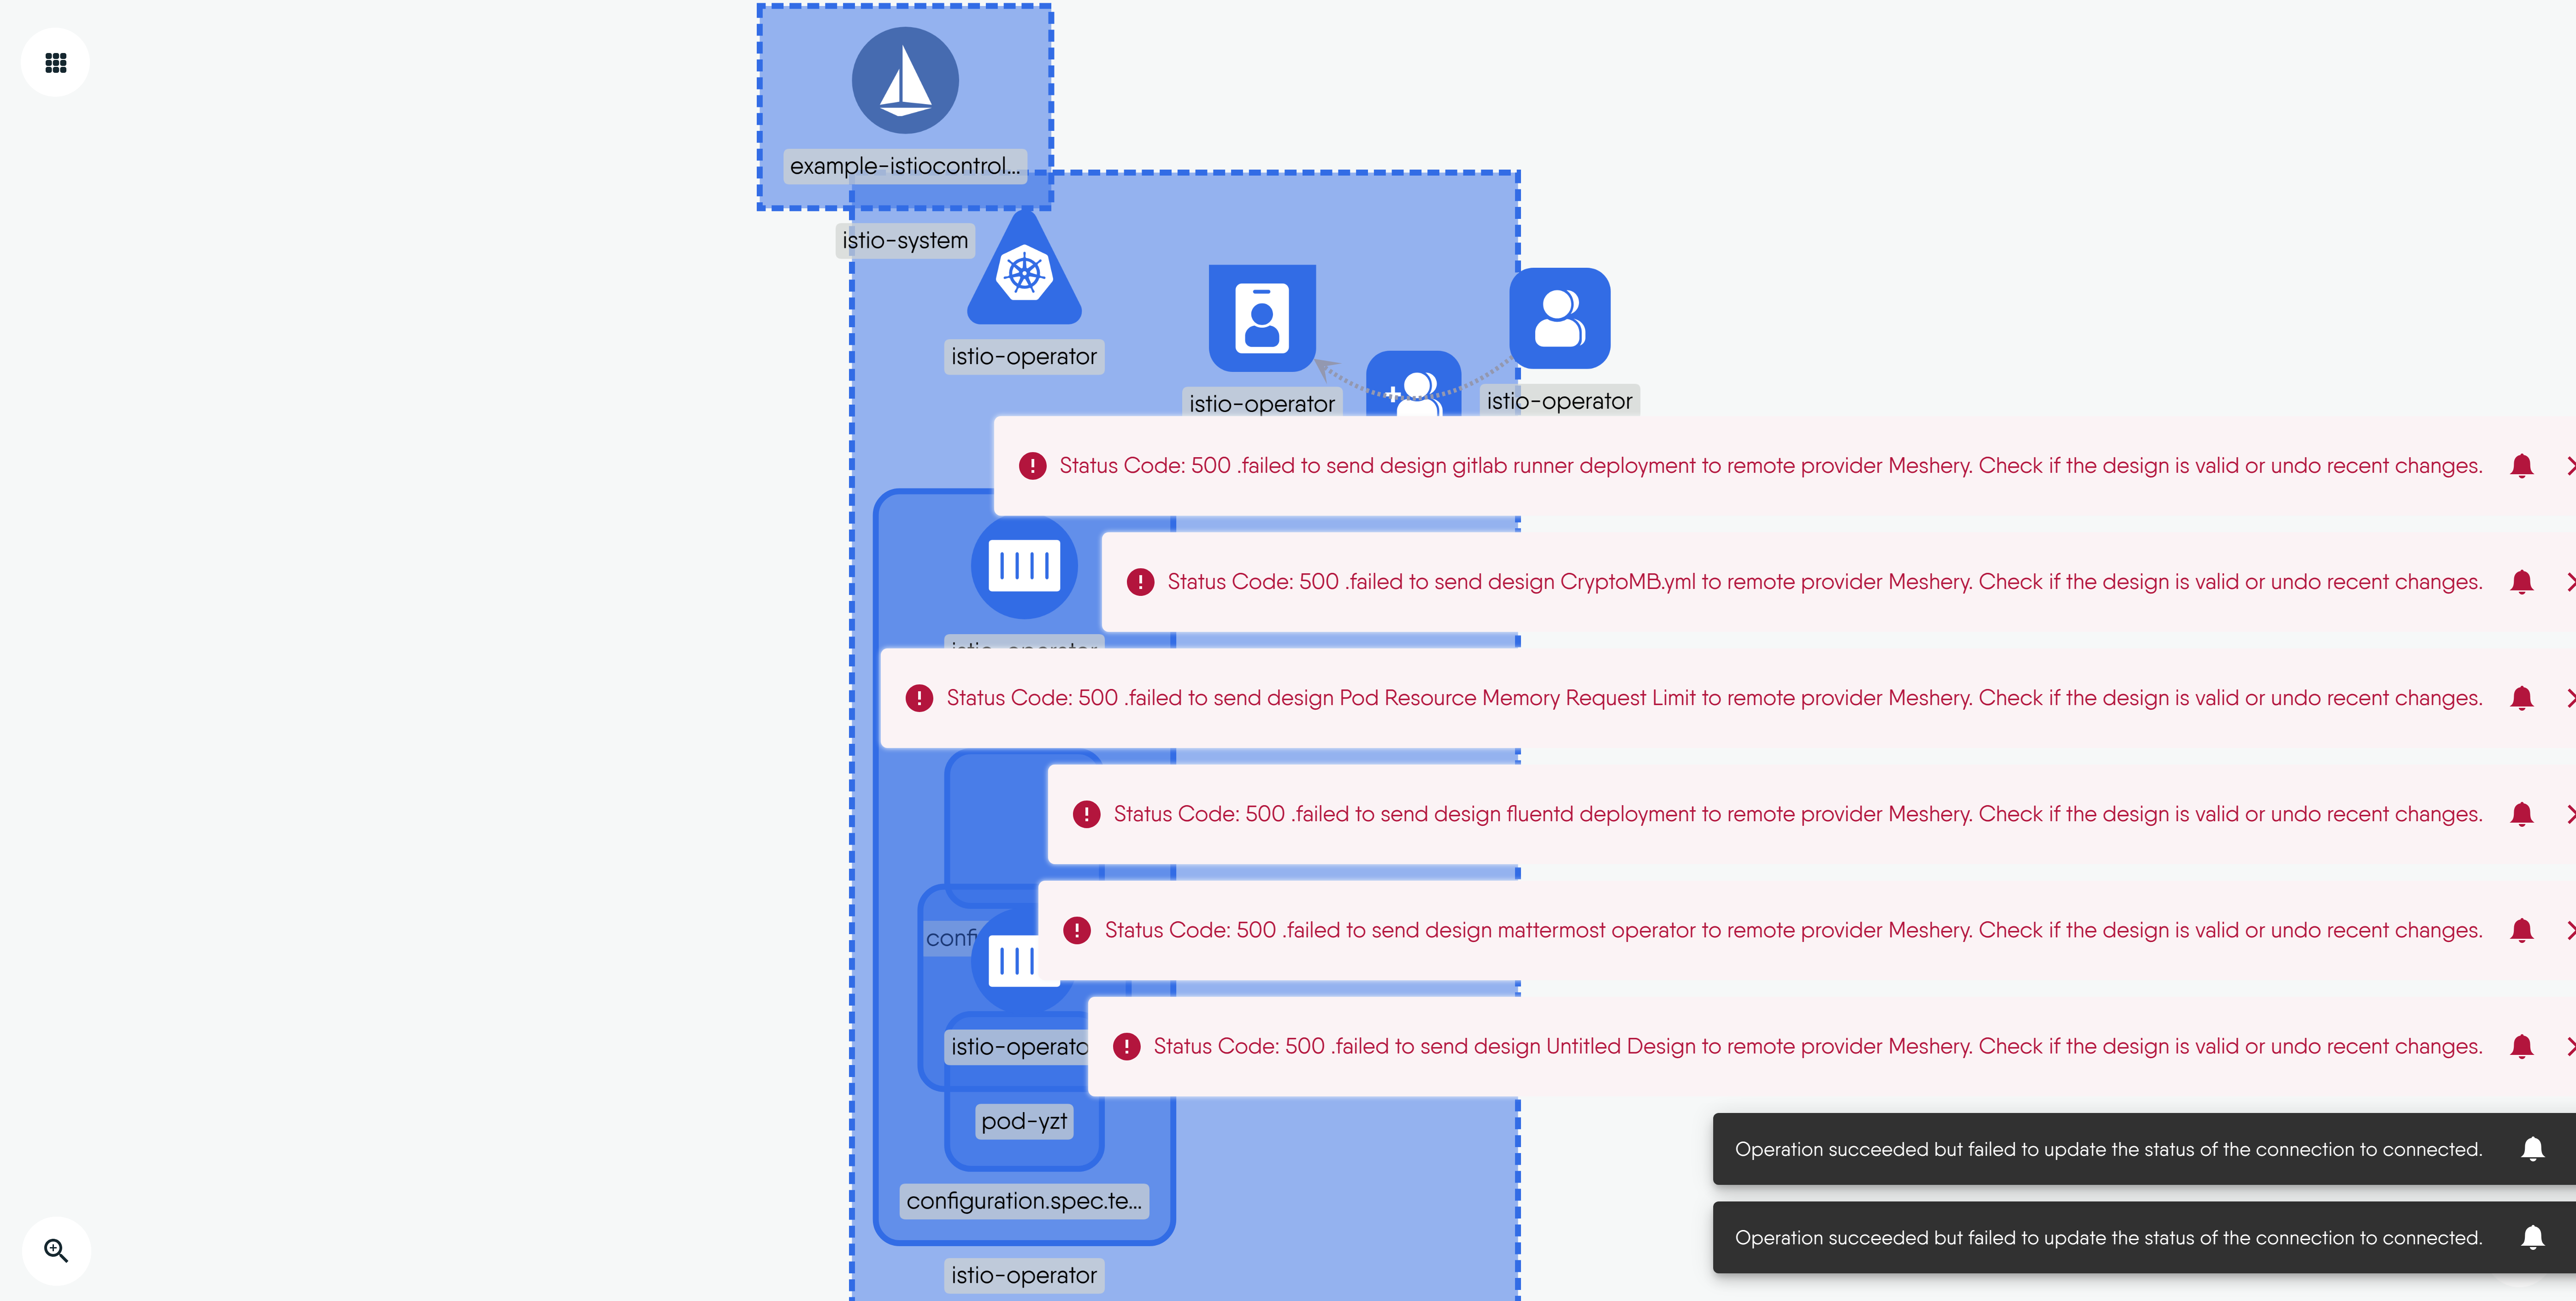 example-istiocontrol...
istio-system
istio-operator
istio-operator
istio-operator
Status Code: 500 .failed to send design gitlab runner deployment to remote provider Meshery. Check if the design is valid or undo recent changes.
Status Code: 500 .failed to send design CryptoMB.yml to remote provider Meshery. Check if the design is valid or undo recent changes.
Status Code: 500 .failed to send design Pod Resource Memory Request Limit to remote provider Meshery. Check if the design is valid or undo recent changes.
Status Code: 500 .failed to send design fluentd deployment to remote provider Meshery. Check if the design is valid or undo recent changes.
Status Code: 500 .failed to send design mattermost operator to remote provider Meshery. Check if the design is valid or undo recent changes.
Status Code: 500 .failed to send design Untitled Design to remote provider Meshery. Check if the design is valid or undo recent changes.
pod-yzt
Operation succeeded but failed to update the status of the connection to connected.
configuration.spec.te...
Operation succeeded but failed to update the status of the connection to connected.
istio-operator